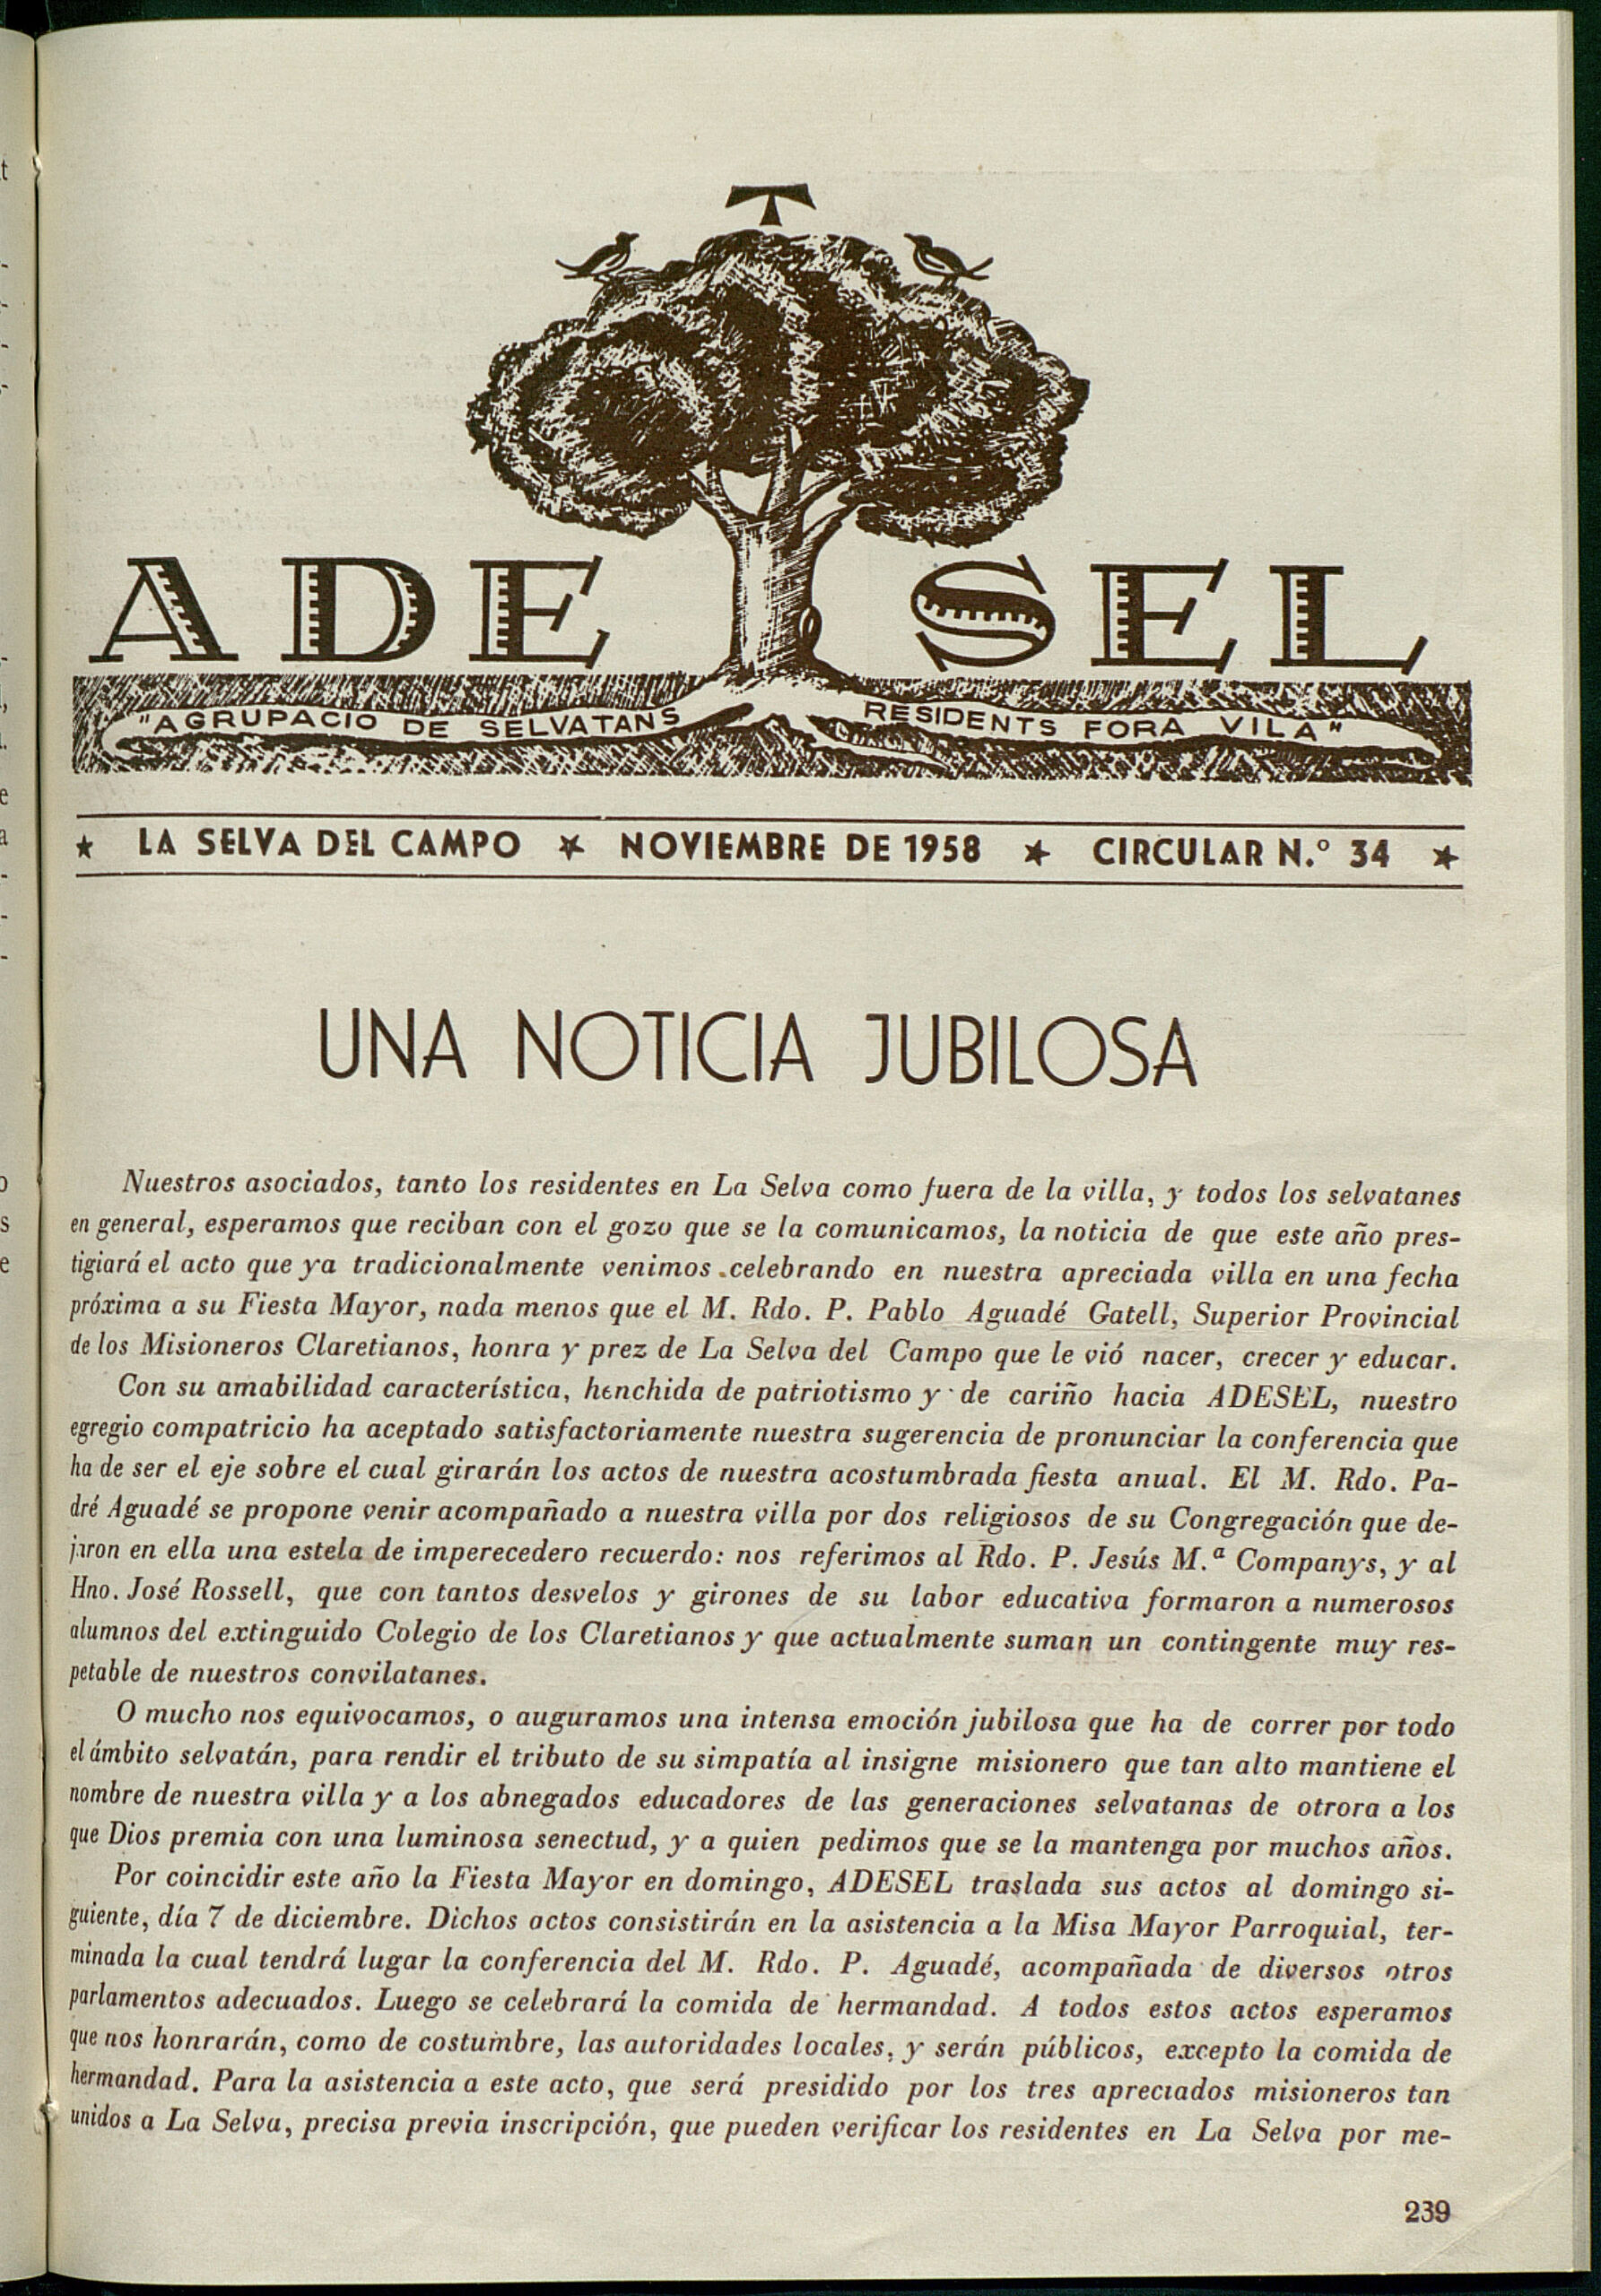 ADESEL
"AGRUPACIO DE SELVATANS RESIDENTS FORA VILA"
★ LA SELVA DEL CAMPO ★ NOVIEMBRE DE 1958 ★ CIRCULAR N.º 34 ★
UNA NOTICIA JUBILOSA
Nuestros asociados, tanto los residentes en La Selva como fuera de la villa, y todos los selvatanes
en general, esperamos que reciban con el gozo que se la comunicamos, la noticia de que este año pres-
tigiará el acto que ya tradicionalmente venimos celebrando en nuestra apreciada villa en una fecha
próxima a su Fiesta Mayor, nada menos que el M. Rdo. P. Pablo Aguadé Gatell, Superior Provincial
de los Misioneros Claretianos, honra y prez de La Selva del Campo que le vió nacer, crecer y educar.
Con su amabilidad característica, henchida de patriotismo y de cariño hacia ADESEL, nuestro
egregio compatricio ha aceptado satisfactoriamente nuestra sugerencia de pronunciar la conferencia que
ha de ser el eje sobre el cual girarán los actos de nuestra acostumbrada fiesta anual. El M. Rdo. Pa-
dré Aguadé se propone venir acompañado a nuestra villa por dos religiosos de su Congregación que de-
jaron en ella una estela de imperecedero recuerdo: nos referimos al Rdo. P. Jesús M.ª Companys, y al
Hno. José Rossell, que con tantos desvelos y girones de su labor educativa formaron a numerosos
alumnos del extinguido Colegio de los Claretianos y que actualmente suman un contingente muy res-
petable de nuestros convilatanes.
O mucho nos equivocamos, o auguramos una intensa emoción jubilosa que ha de correr por todo
el ámbito selvatán, para rendir el tributo de su simpatía al insigne misionero que tan alto mantiene el
nombre de nuestra villa y a los abnegados educadores de las generaciones selvatanas de otrora a los
que Dios premia con una luminosa senectud, y a quien pedimos que se la mantenga por muchos años.
Por coincidir este año la Fiesta Mayor en domingo, ADESEL traslada sus actos al domingo si-
guiente, día 7 de diciembre. Dichos actos consistirán en la asistencia a la Misa Mayor Parroquial, ter-
minada la cual tendrá lugar la conferencia del M. Rdo. P. Aguadé, acompañada de diversos otros
parlamentos adecuados. Luego se celebrará la comida de hermandad. A todos estos actos esperamos
que nos honrarán, como de costumbre, las autoridades locales, y serán públicos, excepto la comida de
hermandad. Para la asistencia a este acto, que será presidido por los tres apreciados misioneros tan
unidos a La Selva, precisa previa inscripción, que pueden verificar los residentes en La Selva por me-
239